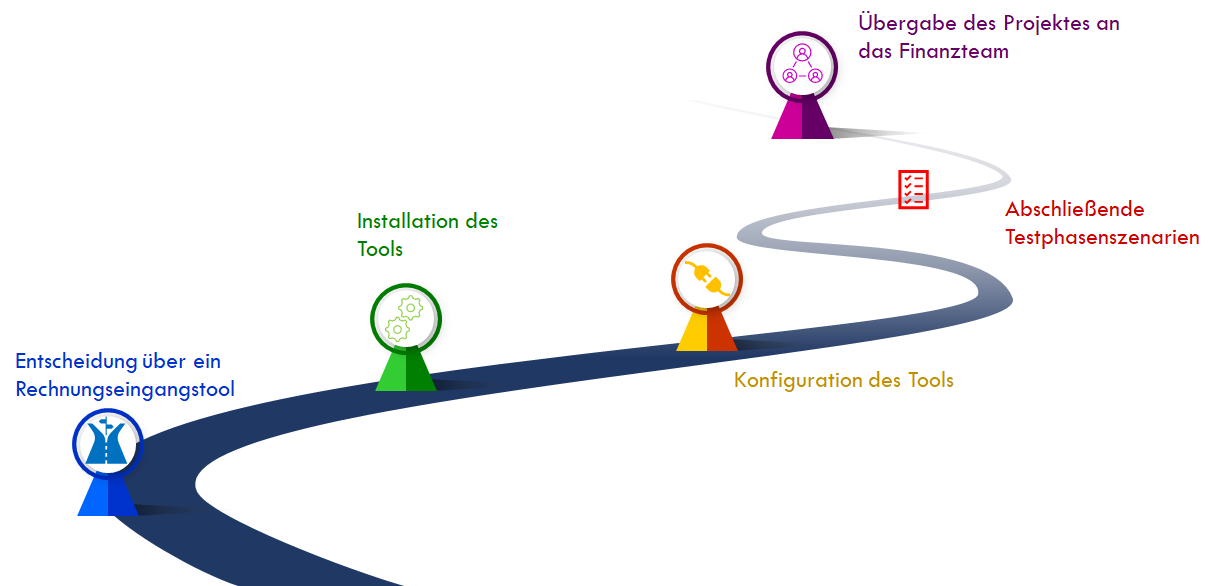 Übergabe des Projektes an
das Finanzteam
Abschließende
Testphasenszenarien
Installation des
Tools
Entscheidung über ein
Rechnungseingangstool
Konfiguration des Tools